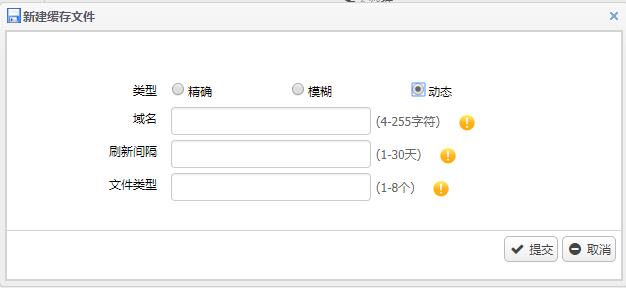 新建缓存文件
类型 精确 模糊 动态
域名 (4-255字符)
刷新间隔 (1-30天)
文件类型 (1-8个)
提交 取消